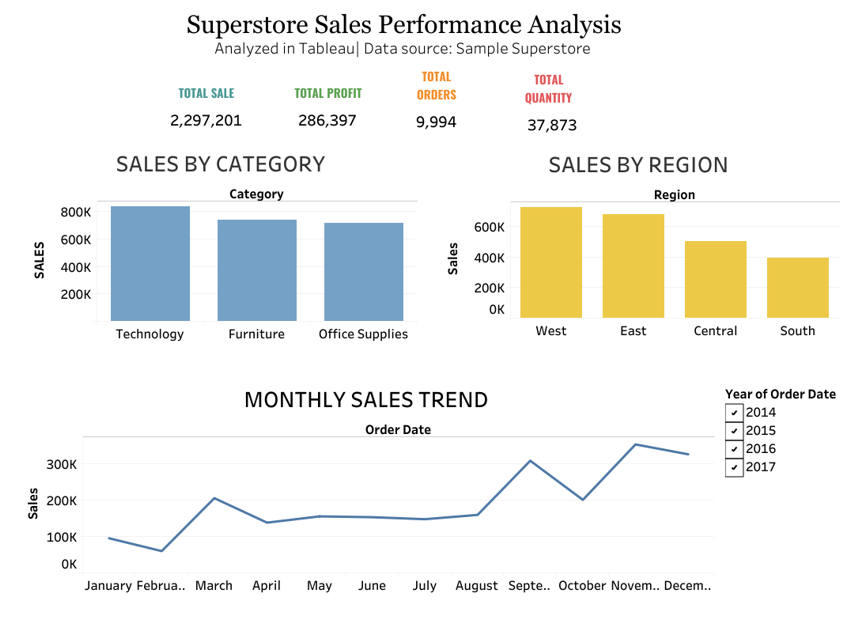 Superstore Sales Performance Analysis
Analyzed in Tableau| Data source: Sample Superstore
TOTAL SALE
2,297,201
TOTAL PROFIT
286,397
TOTAL
ORDERS
9,994
TOTAL
QUANTITY
37,873
SALES BY CATEGORY
Category
SALES
800K
600K
400K
200K
Technology Furniture Office Supplies
SALES BY REGION
Region
Sales
600K
400K
200K
0K
West East Central South
MONTHLY SALES TREND
Order Date
Sales
300K
200K
100K
0K
January Februa.. March April May June July August Septe.. October Novem.. Decem..
Year of Order Date
2014
2015
2016
2017